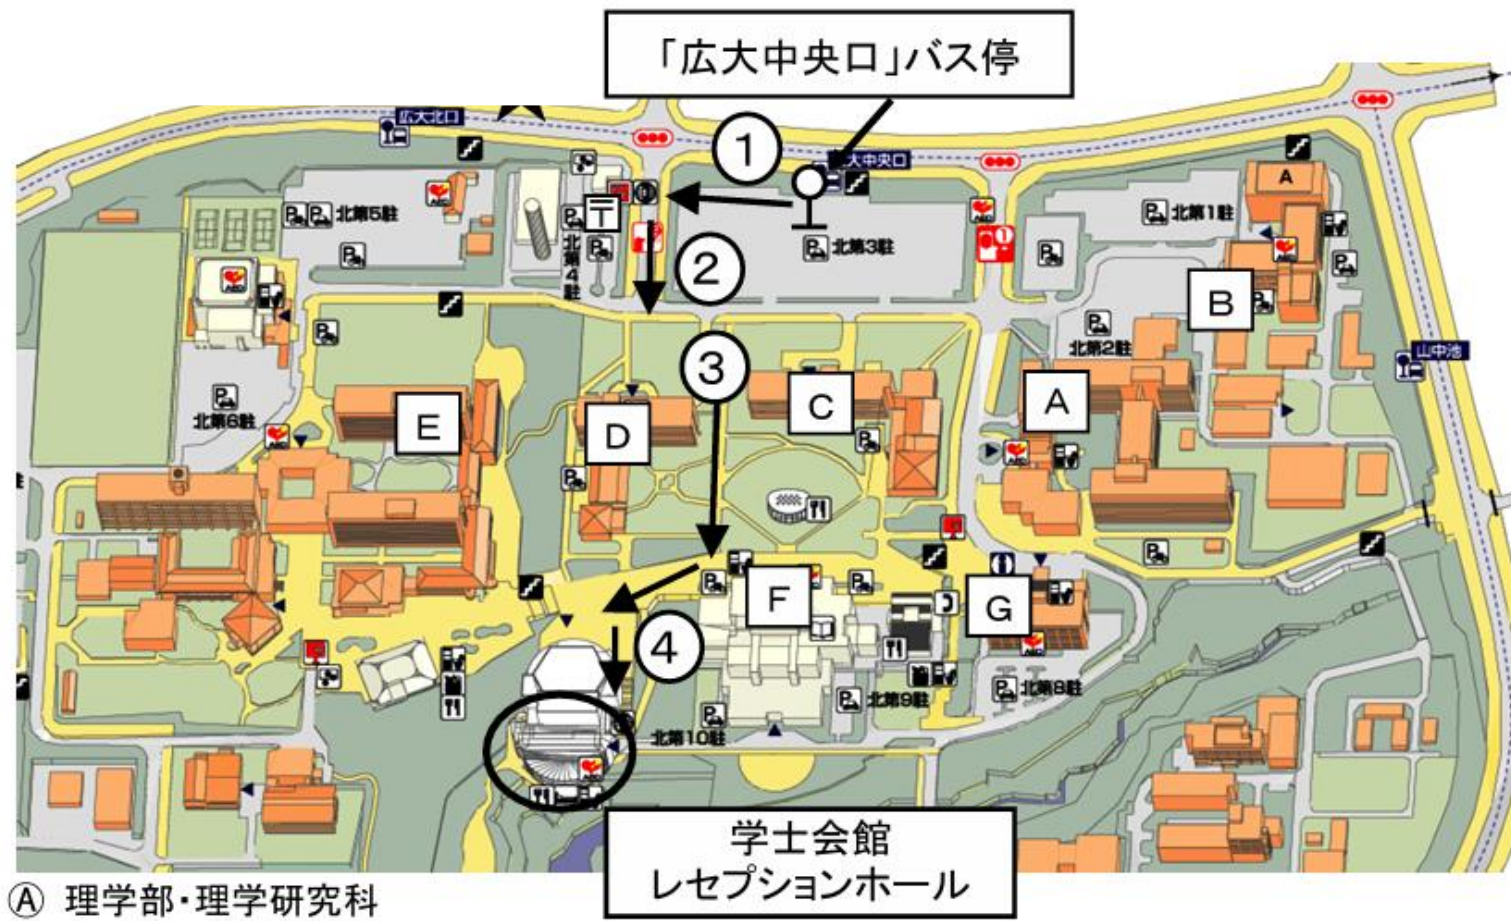 「広大中央口」バス停
広大北口
①
大中央口
A
〒
北第5駐
北第4駐
北第3駐
北第1駐
②
B
北第2駐
山中池
③
北第6駐
E
D
C
A
F
G
④
北第9駐
北第8駐
北第10駐
学士会館
レセプションホール
Ⓐ 理学部・理学研究科